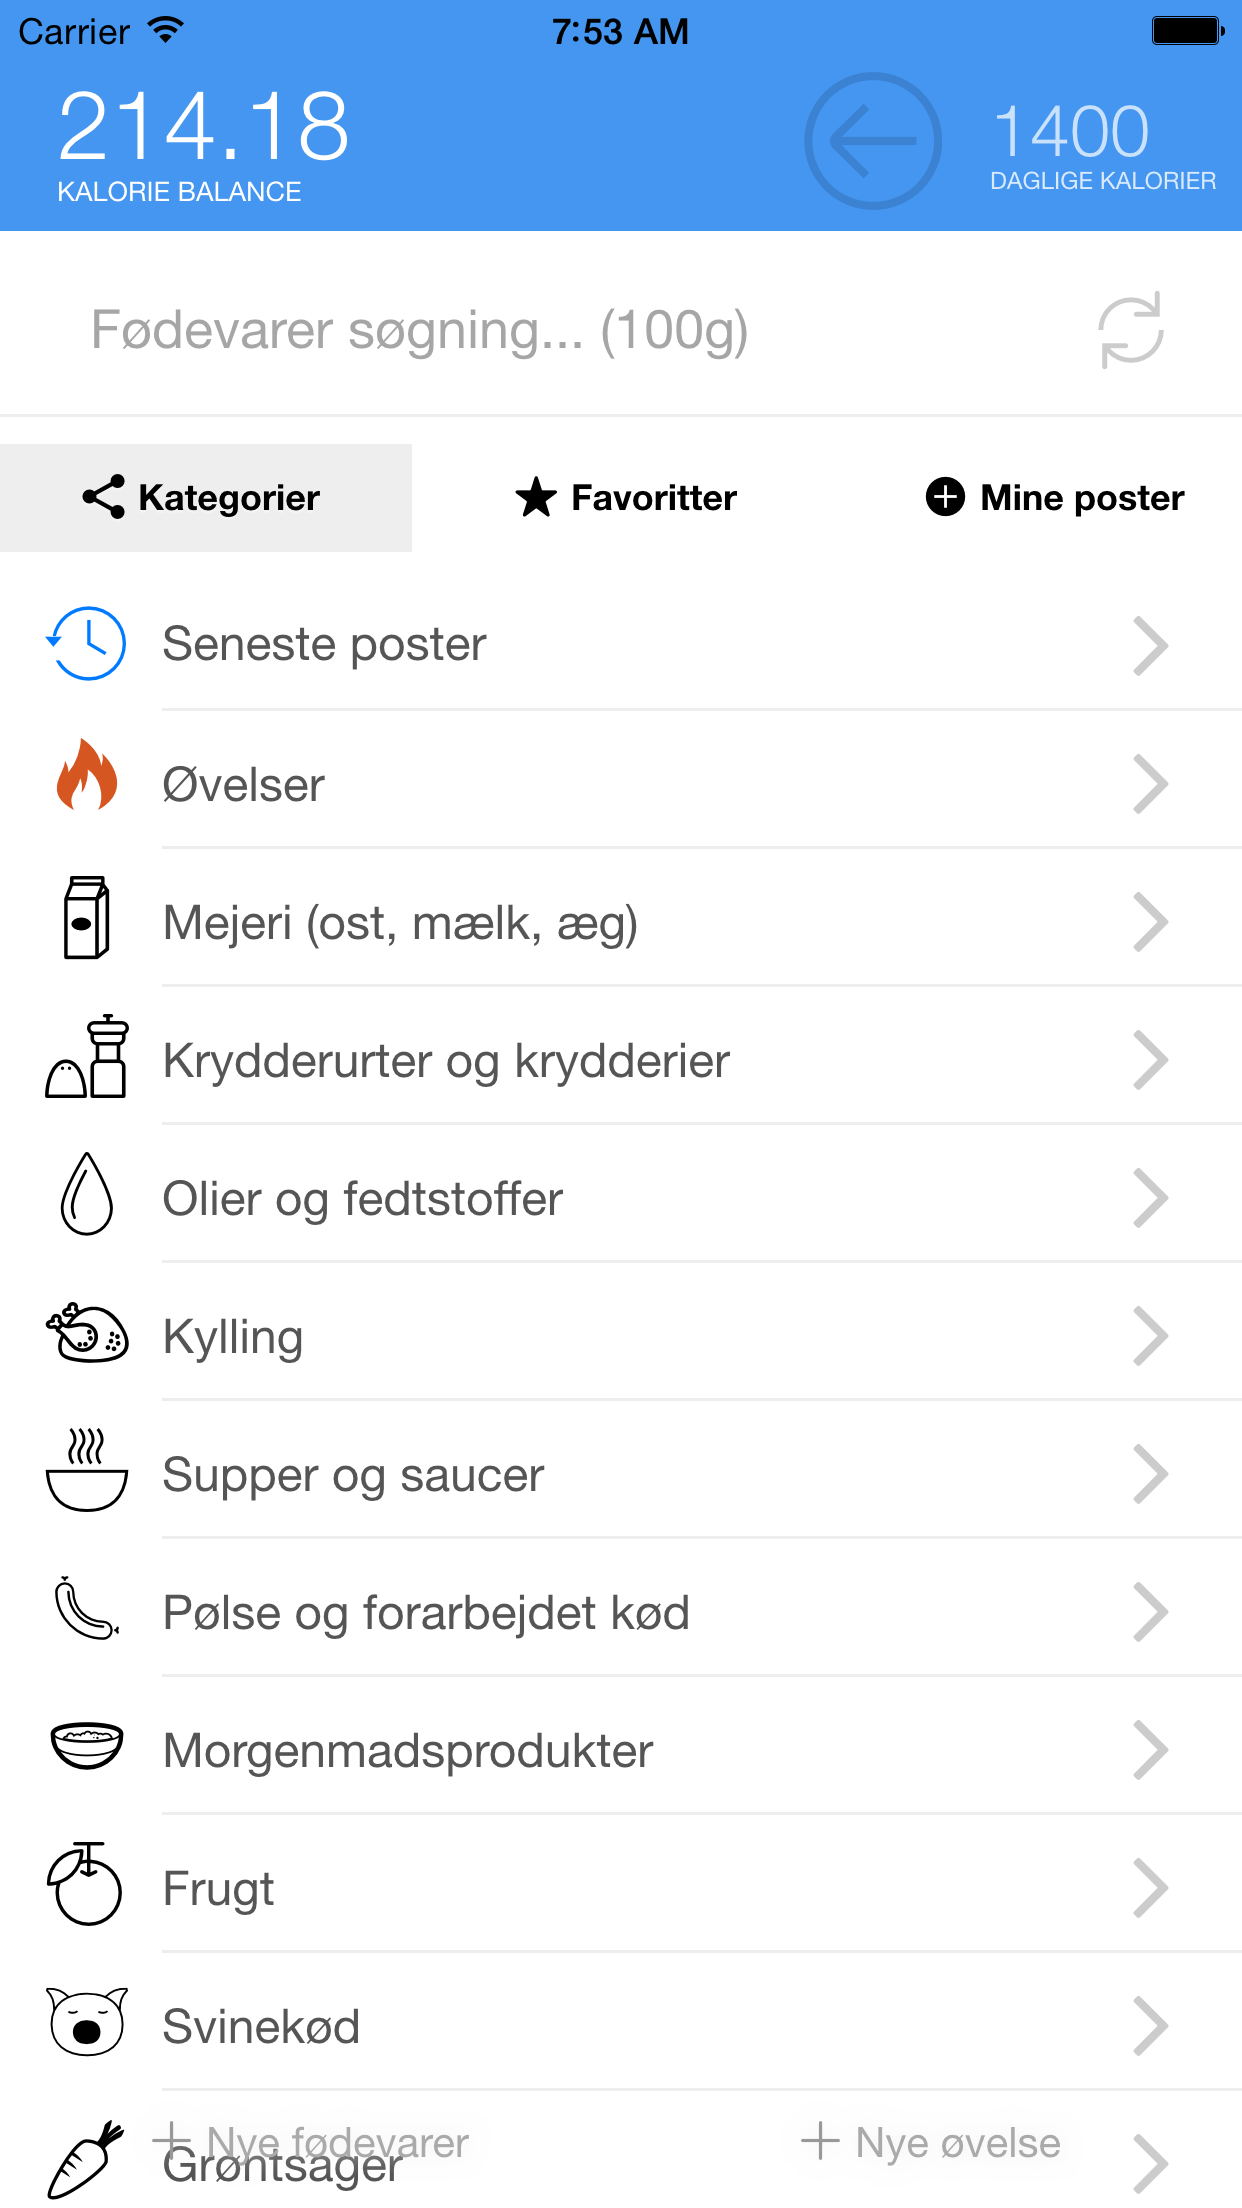 Carrier 7:53 AM
214.18 1400
KALORIE BALANCE DAGLIGE KALORIER
Fødevarer søgning... (100g)
Kategorier Favoritter Mine poster
Seneste poster
Øvelser
Mejeri (ost, mælk, æg)
Krydderurter og krydderier
Olier og fedtstoffer
Kylling
Supper og saucer
Pølse og forarbejdet kød
Morgenmadsprodukter
Frugt
Svinekød
Nye fødevarer Nye øvelse
Grøntsager